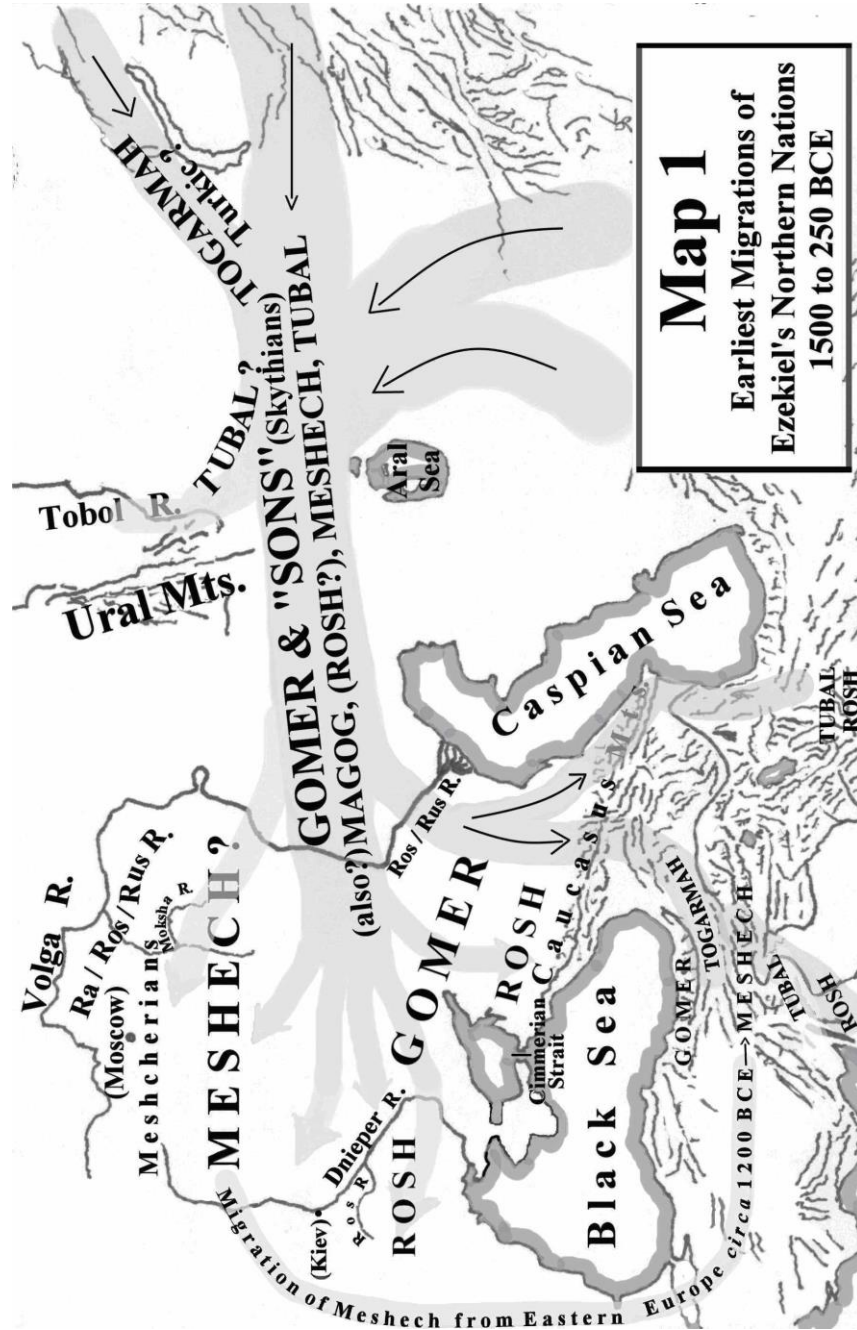 Map 1
Earliest Migrations of
Ezekiel's Northern Nations
1500 to 250 BCE
Volga R.
Ra / Ros / Rus R.
(Moscow)
Moksha R.
Meshcherians
MESHECH ?
Ural Mts.
Tobol R.
TUBAL ?
TOGARMAH
Turkic ?
GOMER & "SONS" (Skythians)
(also?) MAGOG, (ROSH?), MESHECH, TUBAL
Migration of Meshech from Eastern Europe circa 1200 BCE
(Kiev)
Ros R
Dnieper R.
ROSH
GOMER
Ros / Rus R.
ROSH
Cimmerian
Strait
Caucasus Mts.
Black Sea
Caspian Sea
Aral
Sea
GOMER
TOGARMAH
MESHECH
TUBAL
ROSH
TUBAL
ROSH